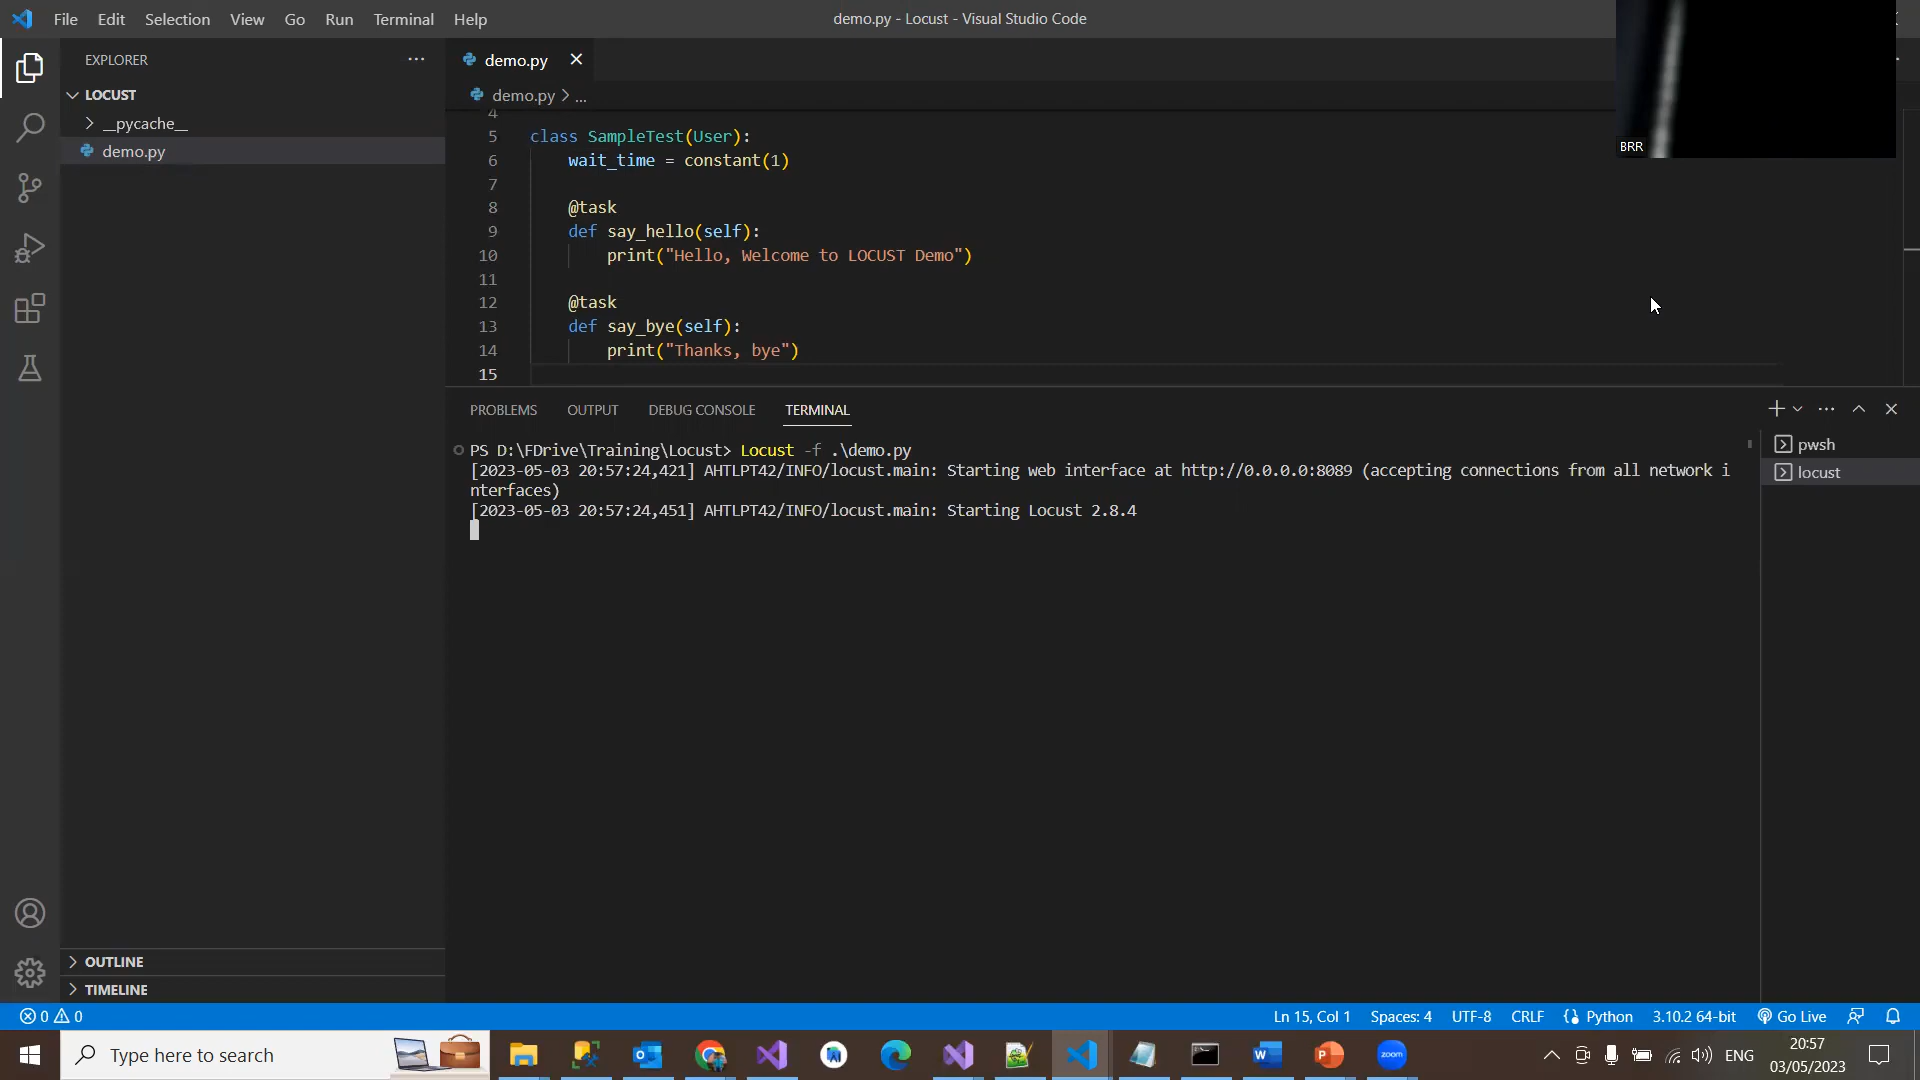 File Edit Selection View Go Run Terminal Help
demo.py - Locust - Visual Studio Code
EXPLORER
LOCUST
__pycache__
demo.py
OUTLINE
TIMELINE
demo.py
demo.py > ...
4
5 class SampleTest(User):
6 wait_time = constant(1)
7
8 @task
9 def say_hello(self):
10 print("Hello, Welcome to LOCUST Demo")
11
12 @task
13 def say_bye(self):
14 print("Thanks, bye")
15
BRR
PROBLEMS OUTPUT DEBUG CONSOLE TERMINAL
PS D:\FDrive\Training\Locust> Locust -f .\demo.py
[2023-05-03 20:57:24,421] AHTLPT42/INFO/locust.main: Starting web interface at http://0.0.0.0:8089 (accepting connections from all network i
nterfaces)
[2023-05-03 20:57:24,451] AHTLPT42/INFO/locust.main: Starting Locust 2.8.4
pwsh
locust
0 0
Ln 15, Col 1 Spaces: 4 UTF-8 CRLF Python 3.10.2 64-bit Go Live
Type here to search
zoom
ENG
20:57
03/05/2023